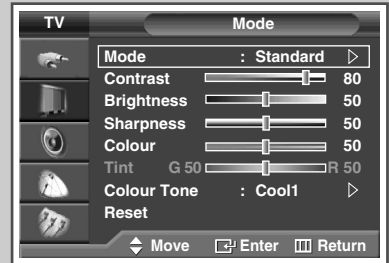 TV Mode
Mode : Standard
Contrast 80
Brightness 50
Sharpness 50
Colour 50
Tint G 50 R 50
Colour Tone : Cool1
Reset
Move Enter Return